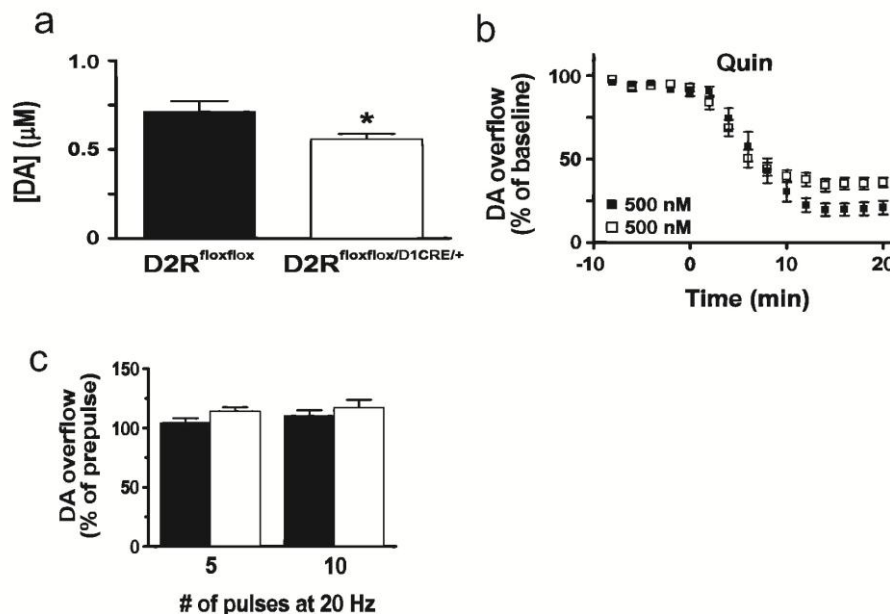 a
1.0
0.5
0
[DA] (µM)
*
D2R^floxflox
D2R^floxflox/D1CRE/+
b
Quin
100
50
0
DA overflow
(% of baseline)
500 nM
500 nM
-10 0 10 20
Time (min)
c
150
100
50
0
DA overflow
(% of prepulse)
5 10
# of pulses at 20 Hz